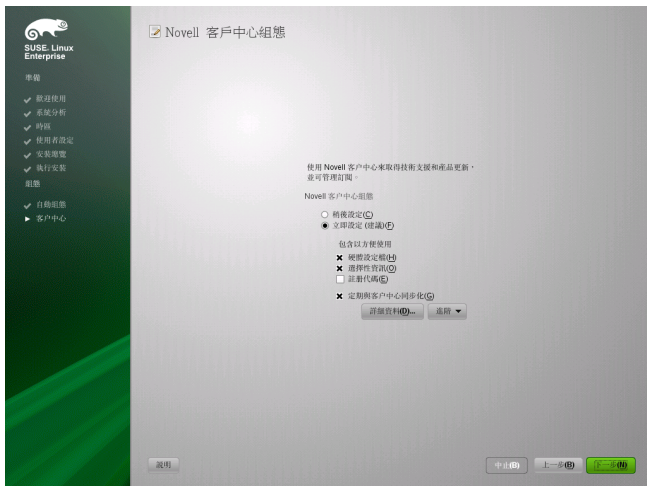 SUSE Linux
Enterprise
準備
歡迎使用
系統分析
時區
使用者設定
安裝總覽
執行安裝
組態
自動組態
客户中心
Novell 客戶中心組態
使用 Novell 客户中心來取得技術支援和產品更新，
並可管理訂閱。
Novell 客户中心組態
稍後設定(C)
立即設定 (建議)(F)
包含以方便使用
硬體設定檔(H)
選擇性資訊(O)
註冊代碼(E)
定期與客户中心同步化(G)
詳細資料(D)...
進階
說明
中止(B)
上一步(B)
下一步(N)